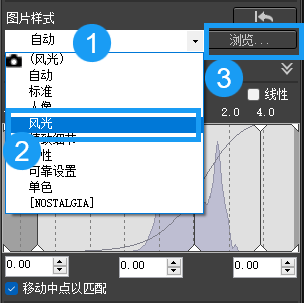 图片样式
自动
1
浏览...
(风光)
3
自动
标准
线性
人像
风光
2.0 4.0
2
可靠设置
单色
[NOSTALGIA]
0.00 0.00 0.00
移动中点以匹配